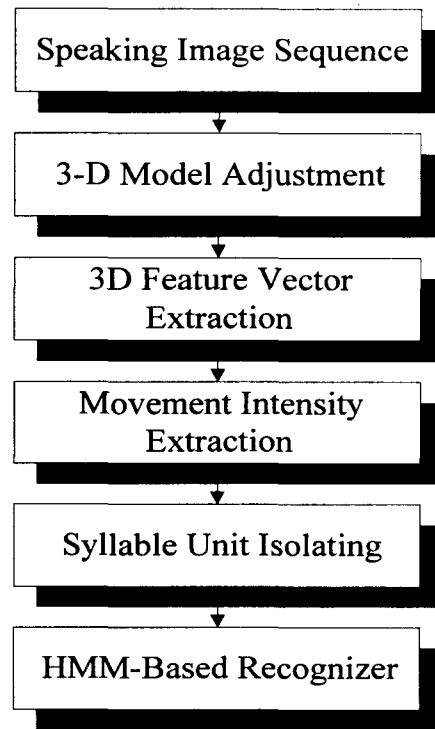 Speaking Image Sequence
3-D Model Adjustment
3D Feature Vector
Extraction
Movement Intensity
Extraction
Syllable Unit Isolating
HMM-Based Recognizer